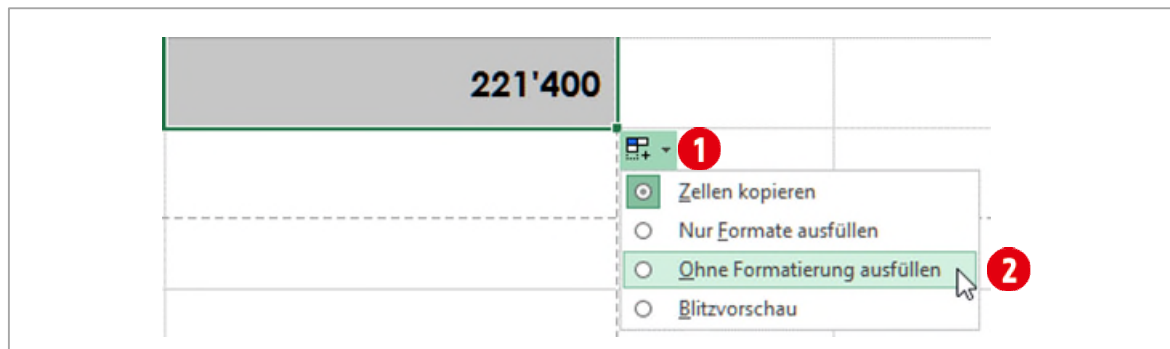 221'400
1
Zellen kopieren
Nur Formate ausfüllen
Ohne Formatierung ausfüllen
2
Blitzvorschau